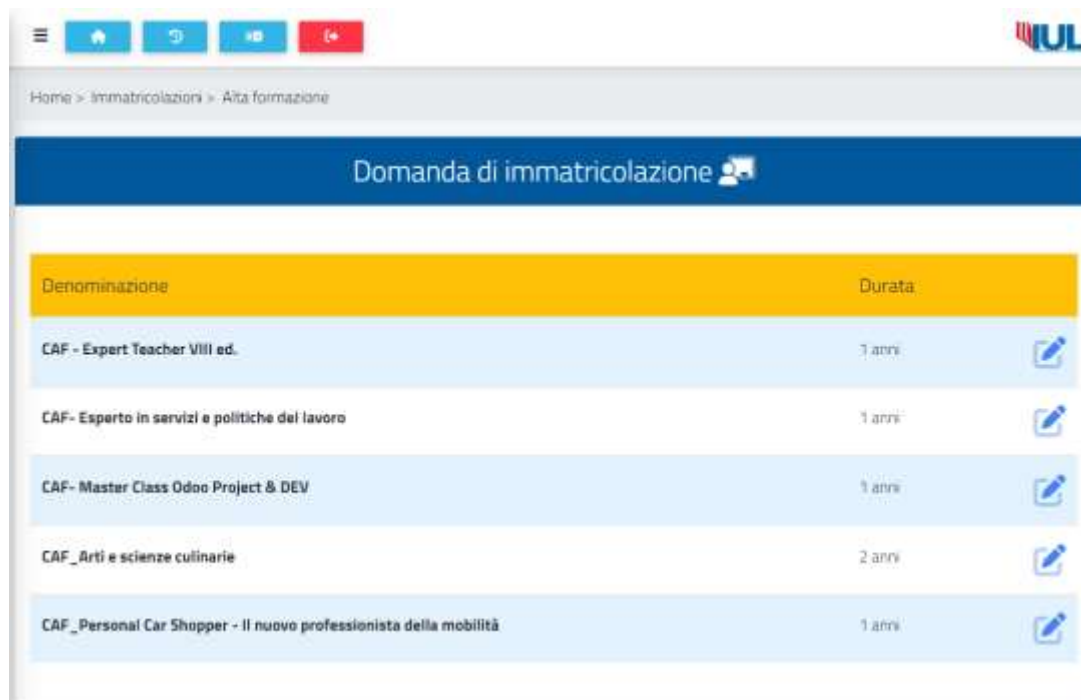 IUL
Home > Immatricolazioni > Alta formazione
Domanda di immatricolazione
Denominazione Durata
CAF - Expert Teacher VIII ed. 1 anni
CAF- Esperto in servizi e politiche del lavoro 1 anni
CAF- Master Class Odoo Project & DEV 1 anni
CAF_Arti e scienze culinarie 2 anni
CAF_Personal Car Shopper - Il nuovo professionista della mobilità 1 anni